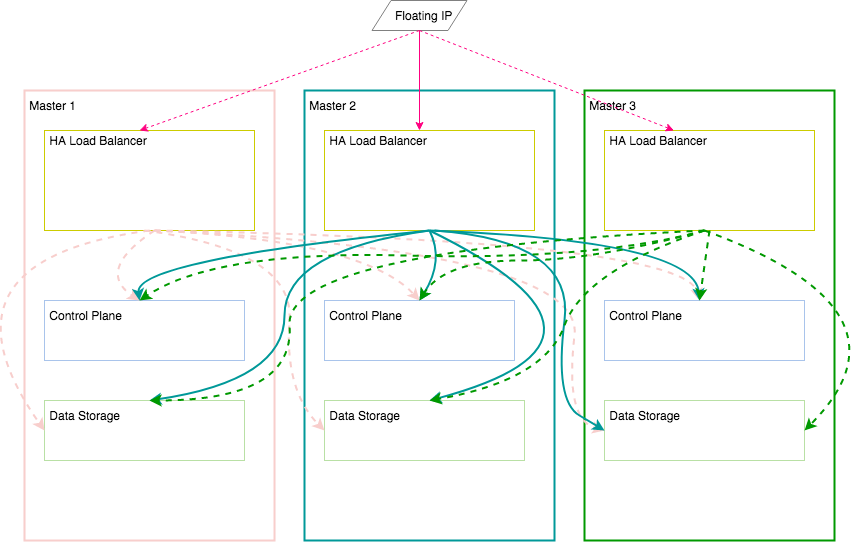 Floating IP
Master 1
Master 2
Master 3
HA Load Balancer
HA Load Balancer
HA Load Balancer
Control Plane
Control Plane
Control Plane
Data Storage
Data Storage
Data Storage